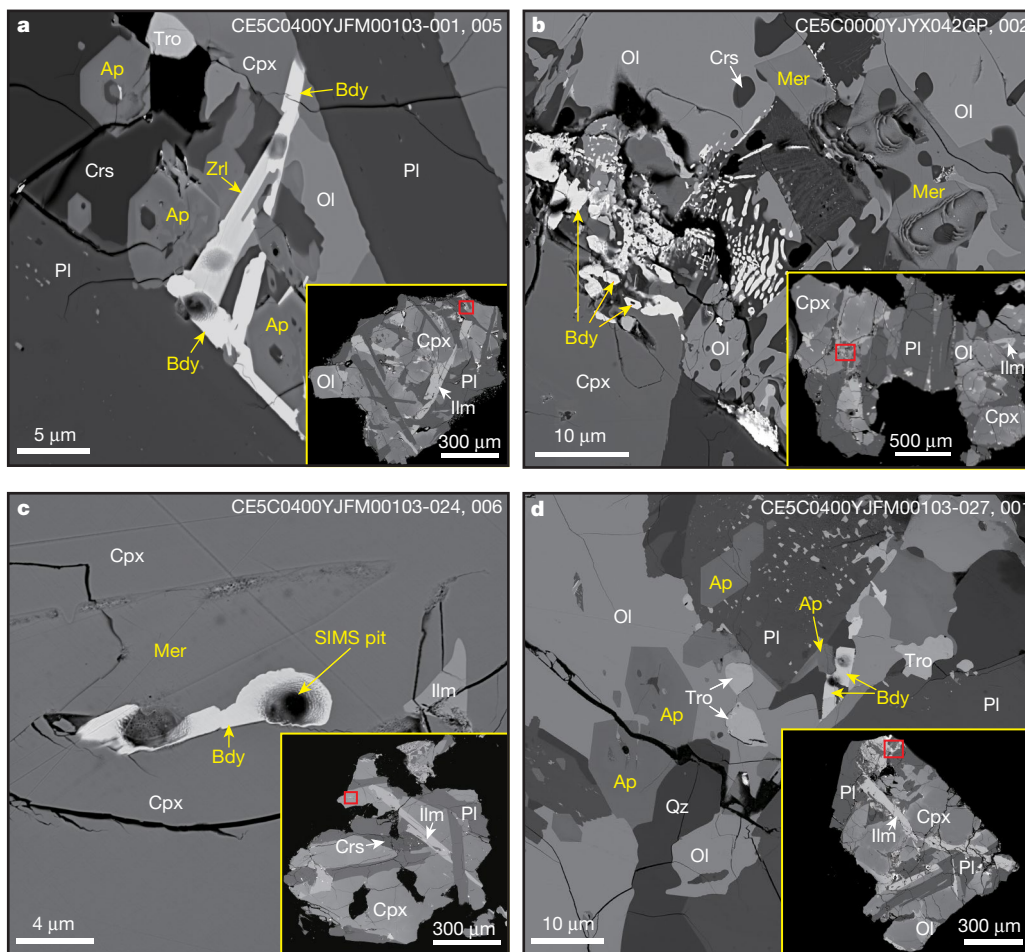 a
CE5C0400YJFM00103-001, 005
Tro
Ap
Cpx
Bdy
Crs
Zrl
Ol
Pl
Ap
Pl
Ap
Bdy
5 μm
Cpx
Ol
Pl
Ilm
300 μm
b
CE5C0000YJYX042GP, 002
Ol
Crs
Mer
Ol
Mer
Bdy
Ol
Cpx
10 μm
Cpx
Pl
Ol
Ilm
Cpx
500 μm
c
CE5C0400YJFM00103-024, 006
Cpx
Mer
SIMS pit
Ilm
Bdy
Cpx
4 μm
Pl
Ilm
Crs
Cpx
300 μm
d
CE5C0400YJFM00103-027, 001
Ap
Ol
Ap
Pl
Tro
Tro
Bdy
Ap
Pl
Ap
Qz
Ol
10 μm
Pl
Cpx
Ilm
Pl
Ol
300 μm